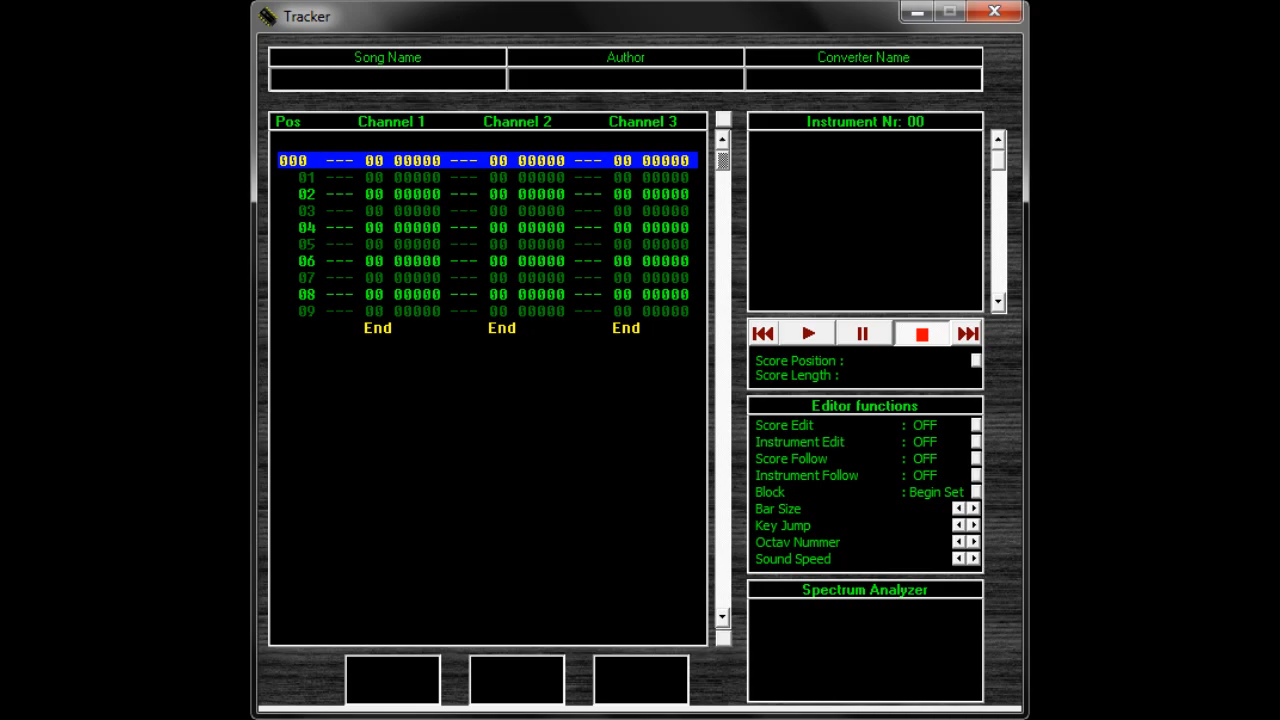 Tracker
Song Name Author Converter Name
Pos Channel 1 Channel 2 Channel 3
000 --- 00 00000 --- 00 00000 --- 00 00000
01 --- 00 00000 --- 00 00000 --- 00 00000
02 --- 00 00000 --- 00 00000 --- 00 00000
03 --- 00 00000 --- 00 00000 --- 00 00000
04 --- 00 00000 --- 00 00000 --- 00 00000
05 --- 00 00000 --- 00 00000 --- 00 00000
06 --- 00 00000 --- 00 00000 --- 00 00000
07 --- 00 00000 --- 00 00000 --- 00 00000
08 --- 00 00000 --- 00 00000 --- 00 00000
09 --- 00 00000 --- 00 00000 --- 00 00000
End End End
Instrument Nr: 00
Score Position :
Score Length :
Editor functions
Score Edit : OFF
Instrument Edit : OFF
Score Follow : OFF
Instrument Follow : OFF
Block : Begin Set
Bar Size
Key Jump
Octav Nummer
Sound Speed
Spectrum Analyzer